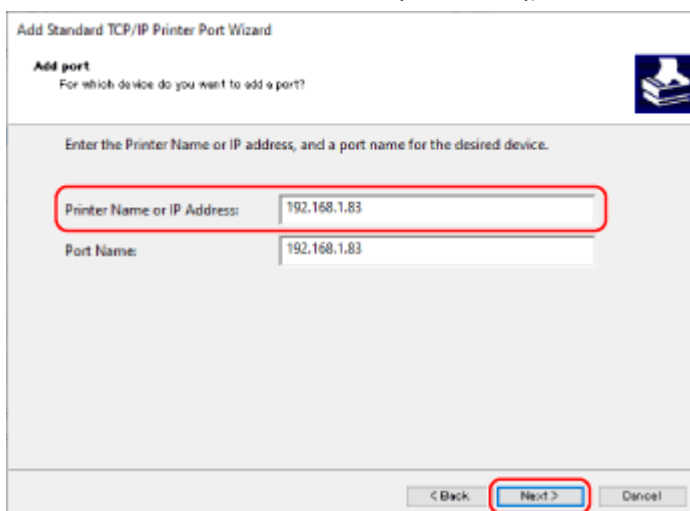 Add Standard TCP/IP Printer Port Wizard
Add port
For which device do you want to add a port?
Enter the Printer Name or IP address, and a port name for the desired device.
Printer Name or IP Address: 192.168.1.83
Port Name: 192.168.1.83
< Back Next > Cancel